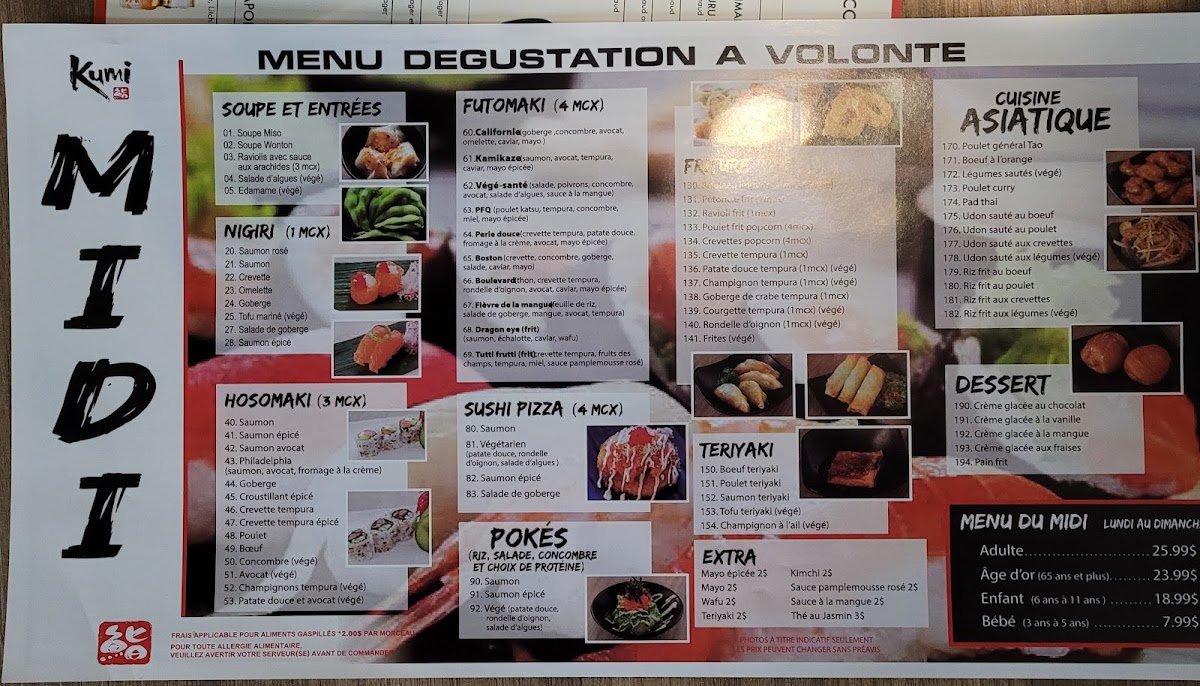 Kumi
MIDI
MENU DEGUSTATION A VOLONTE
SOUPE ET ENTRÉES
01. Soupe Miso
02. Soupe Wonton
03. Raviolis avec sauce
aux arachides (3 mcx)
04. Salade d'algues (végé)
05. Edamame (végé)
NIGIRI (1 MCX)
20. Saumon rosé
21. Saumon
22. Crevette
23. Omelette
24. Goberge
25. Tofu mariné (végé)
27. Salade de goberge
28. Saumon épicé
HOSOMAKI (3 MCX)
40. Saumon
41. Saumon épicé
42. Saumon avocat
43. Philadelphia
(saumon, avocat, fromage à la crème)
44. Goberge
45. Croustillant épicé
46. Crevette tempura
47. Crevette tempura épicé
48. Poulet
49. Bœuf
50. Concombre (végé)
51. Avocat (végé)
52. Champignons tempura (végé)
53. Patate douce et avocat (végé)
FUTOMAKI (4 MCX)
60.Californie(goberge ,concombre, avocat,
omelette, caviar, mayo )
61.Kamikaze(saumon, avocat, tempura,
caviar, mayo épicée)
62.Végé-santé (salade, poivrons, concombre,
avocat, salade d'algues, sauce à la mangue)
63. PFQ (poulet katsu, tempura, concombre,
miel, mayo épicée)
64. Perle douce(crevette tempura, patate douce,
fromage à la crème, avocat, mayo épicée)
65. Boston (crevette, concombre, goberge,
salade, caviar, mayo)
66. Boulevard(thon, crevette tempura,
rondelle d'oignon, avocat, caviar, mayo épicée)
67. Flèvre de la mangue(feuille de riz,
salade de goberge, mangue, avocat, tempura)
68. Dragon eye (frit)
(saumon, échalotte, caviar, wafu)
69. Tutti frutti (frit)(crevette tempura, fruits des
champs, tempura, miel, sauce pamplemousse rosé)
SUSHI PIZZA (4 MCX)
80. Saumon
81. Végétarien
(patate douce, rondelle
d'oignon, salade d'algues )
82. Saumon épicé
83. Salade de goberge
POKÉS
(RIZ, SALADE, CONCOMBRE
ET CHOIX DE PROTÉINE)
90. Saumon
91. Saumon épicé
92. Végé (patate douce,
rondelle d'oignon,
salade d'algues)
FRITURE
130.
131.
132. Ravioli frit (1mcx)
133. Poulet frit popcorn (4mcx)
134. Crevettes popcorn (4mcx)
135. Crevette tempura (1mcx)
136. Patate douce tempura (1mcx) (végé)
137. Champignon tempura (1mcx) (végé)
138. Goberge de crabe tempura (1mcx)
139. Courgette tempura (1mcx) (végé)
140. Rondelle d'oignon (1mcx) (végé)
141. Frites (végé)
TERIYAKI
150. Boeuf teriyaki
151. Poulet teriyaki
152. Saumon teriyaki
153. Tofu teriyaki (végé)
154. Champignon à l'ail (végé)
EXTRA
Mayo épicée 2$
Mayo 2$
Wafu 2$
Teriyaki 2$
Kimchi 2$
Sauce pamplemousse rosé 2$
Sauce à la mangue 2$
Thé au Jasmin 3$
CUISINE
ASIATIQUE
170. Poulet général Tao
171. Boeuf à l'orange
172. Légumes sautés (végé)
173. Poulet curry
174. Pad thai
175. Udon sauté au boeuf
176. Udon sauté au poulet
177. Udon sauté aux crevettes
178. Udon sauté aux légumes (végé)
179. Riz frit au boeuf
180. Riz frit au poulet
181. Riz frit aux crevettes
182. Riz frit aux légumes (végé)
DESSERT
190. Crème glacée au chocolat
191. Crème glacée à la vanille
192. Crème glacée à la mangue
193. Crème glacée aux fraises
194. Pain frit
MENU DU MIDI LUNDI AU DIMANCH
Adulte........................25.99$
Âge d'or (65 ans et plus).........23.99$
Enfant (6 ans à 11 ans )..........18.99$
Bébé (3 ans à 5 ans) ..............7.99$
FRAIS APPLICABLE POUR ALIMENTS GASPILLÉS *2.00$ PAR MORCEAU
POUR TOUTE ALLERGIE ALIMENTAIRE,
VEUILLEZ AVERTIR VOTRE SERVEUR(SE) AVANT DE COMMANDER
PHOTOS À TITRE INDICATIF SEULEMENT
LES PRIX PEUVENT CHANGER SANS PRÉAVIS